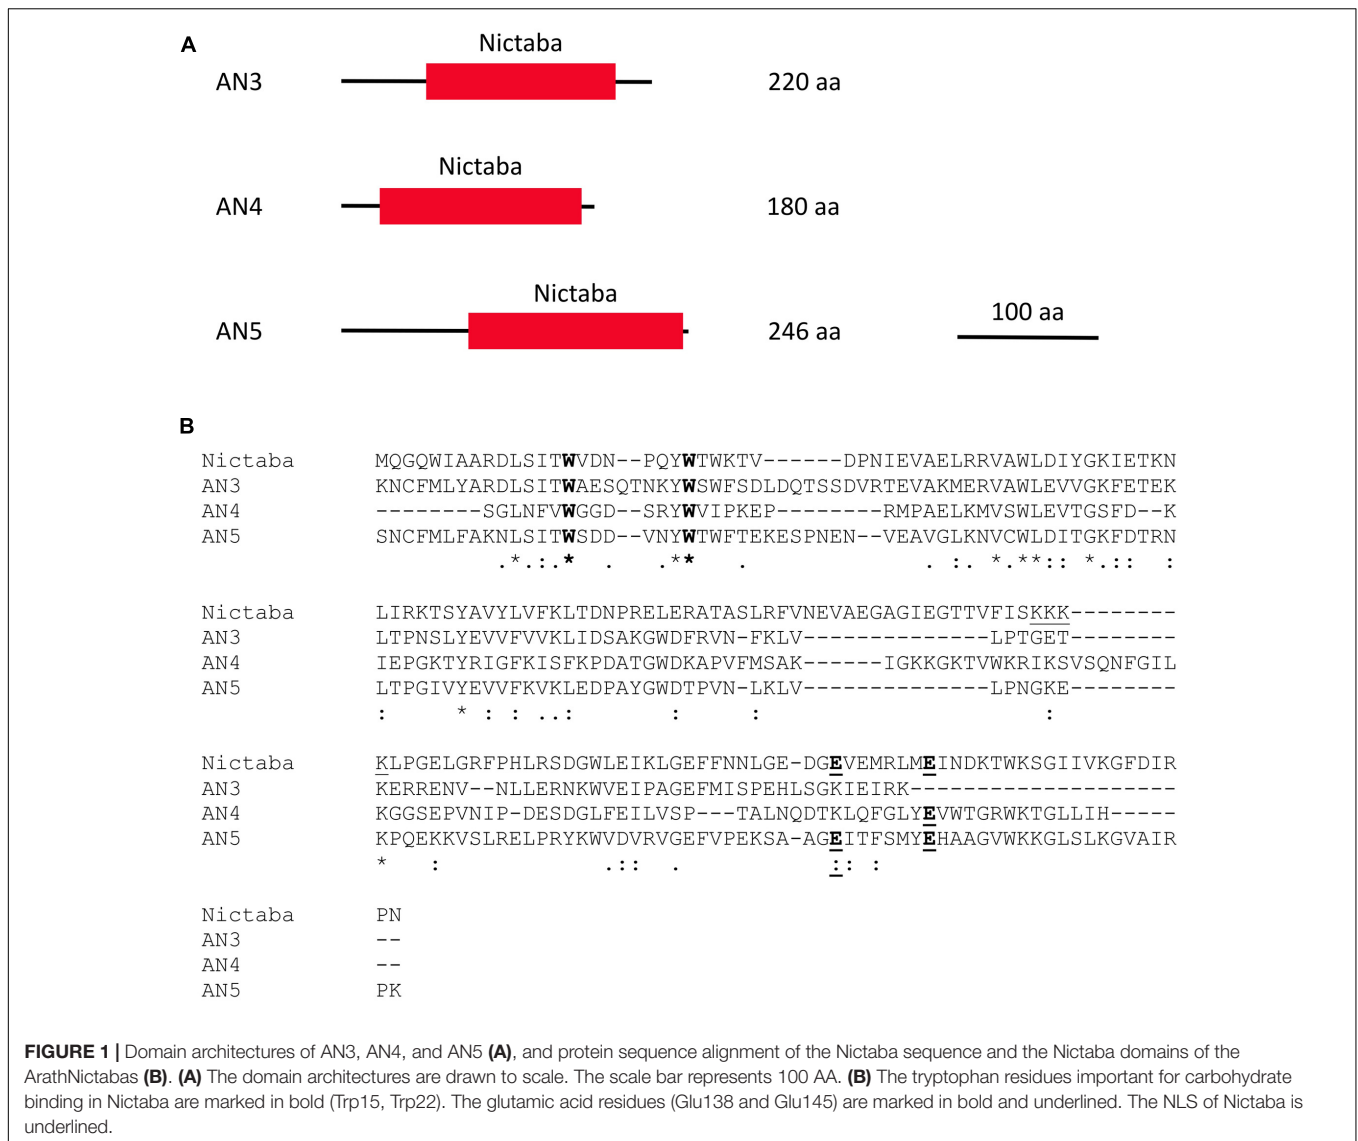 A
Nictaba
AN3 220 aa
Nictaba
AN4 180 aa
Nictaba
AN5 246 aa
100 aa
B
Nictaba MQGQWIAARDLSITWVDN--PQYWTWKTV------DPNIEVAELRRVAWLDIYGKIETKN
AN3 KNCFMLYARDLSITWAESQTNKYWSWFSDLDQTSSDVRTEVAKMERVAWLEVVGKFETEK
AN4 --------SGLNFVWGGD--SRYWVIPKEP--------RMPAELKMVSWLEVTGSFD--K
AN5 SNCFMLFAKNLSITWSDD--VNYWTWFTEKESPNEN--VEAVGLKNVCWLDITGKFDTRN
.*.:.* . .** . . :. *.**:: *.:: :
Nictaba LIRKTSYAVYLVFKLTDNPRELERATASLRFVNEVAEGAGIEGTTVFISKKK--------
AN3 LTPNSLYEVVFVVKLIDSAKGWDFRVN-FKLV--------------LPTGET--------
AN4 IEPGKTYRIGFKISFKPDATGWDKAPVFMSAK------IGKKGKTVWKRIKSVSQNFGIL
AN5 LTPGIVYEVVFKVKLEDPAYGWDTPVN-LKLV--------------LPNGKE--------
: * : : ..: : : :
Nictaba KLPGELGRFPHLRSDGWLEIKLGEFFNNLGE-DGEVEMRLMEINDKTWKSGIIVKGFDIR
AN3 KERRENV--NLLERNKWVEIPAGEFMISPEHLSGKIEIRK--------------------
AN4 KGGSEPVNIP-DESDGLFEILVSP---TALNQDTKLQFGLYEVWTGRWKTGLLIH-----
AN5 KPQEKKVSLRELPRYKWVDVRVGEFVPEKSA-AGEITFSMYEHAAGVWKKGLSLKGVAIR
* : .:: . :: :
Nictaba PN
AN3 --
AN4 --
AN5 PK
FIGURE 1 | Domain architectures of AN3, AN4, and AN5 (A), and protein sequence alignment of the Nictaba sequence and the Nictaba domains of the
ArathNictabas (B). (A) The domain architectures are drawn to scale. The scale bar represents 100 AA. (B) The tryptophan residues important for carbohydrate
binding in Nictaba are marked in bold (Trp15, Trp22). The glutamic acid residues (Glu138 and Glu145) are marked in bold and underlined. The NLS of Nictaba is
underlined.